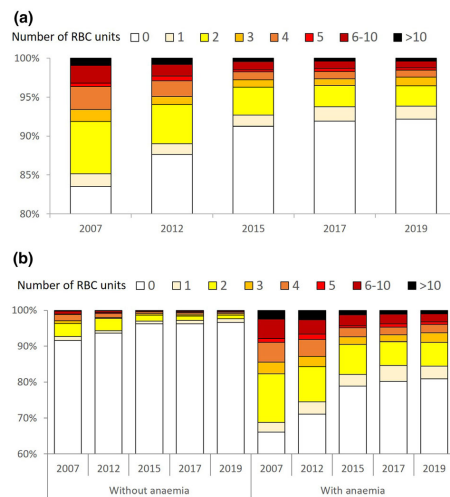 (a)
Number of RBC units 0 1 2 3 4 5 6-10 >10
100%
95%
90%
85%
80%
2007 2012 2015 2017 2019
(b)
Number of RBC units 0 1 2 3 4 5 6-10 >10
100%
90%
80%
70%
60%
2007 2012 2015 2017 2019 2007 2012 2015 2017 2019
Without anaemia With anaemia